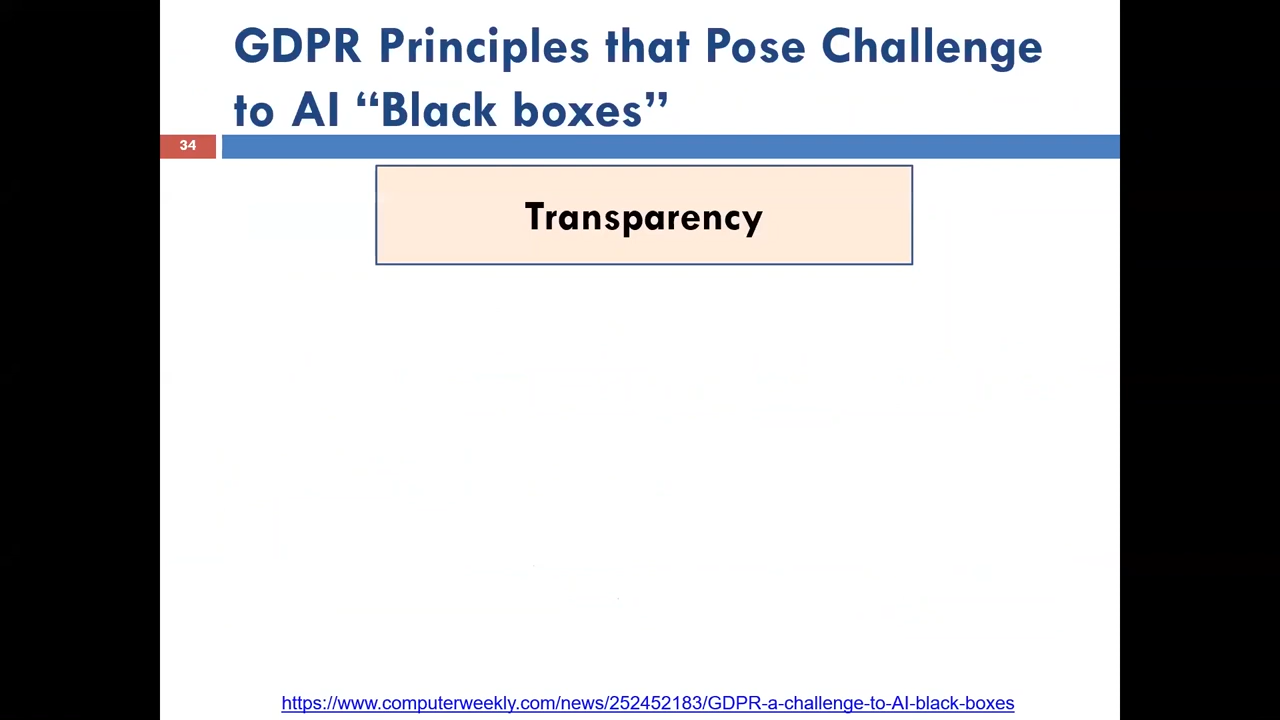 GDPR Principles that Pose Challenge
to AI “Black boxes”
34
Transparency
https://www.computerweekly.com/news/252452183/GDPR-a-challenge-to-AI-black-boxes